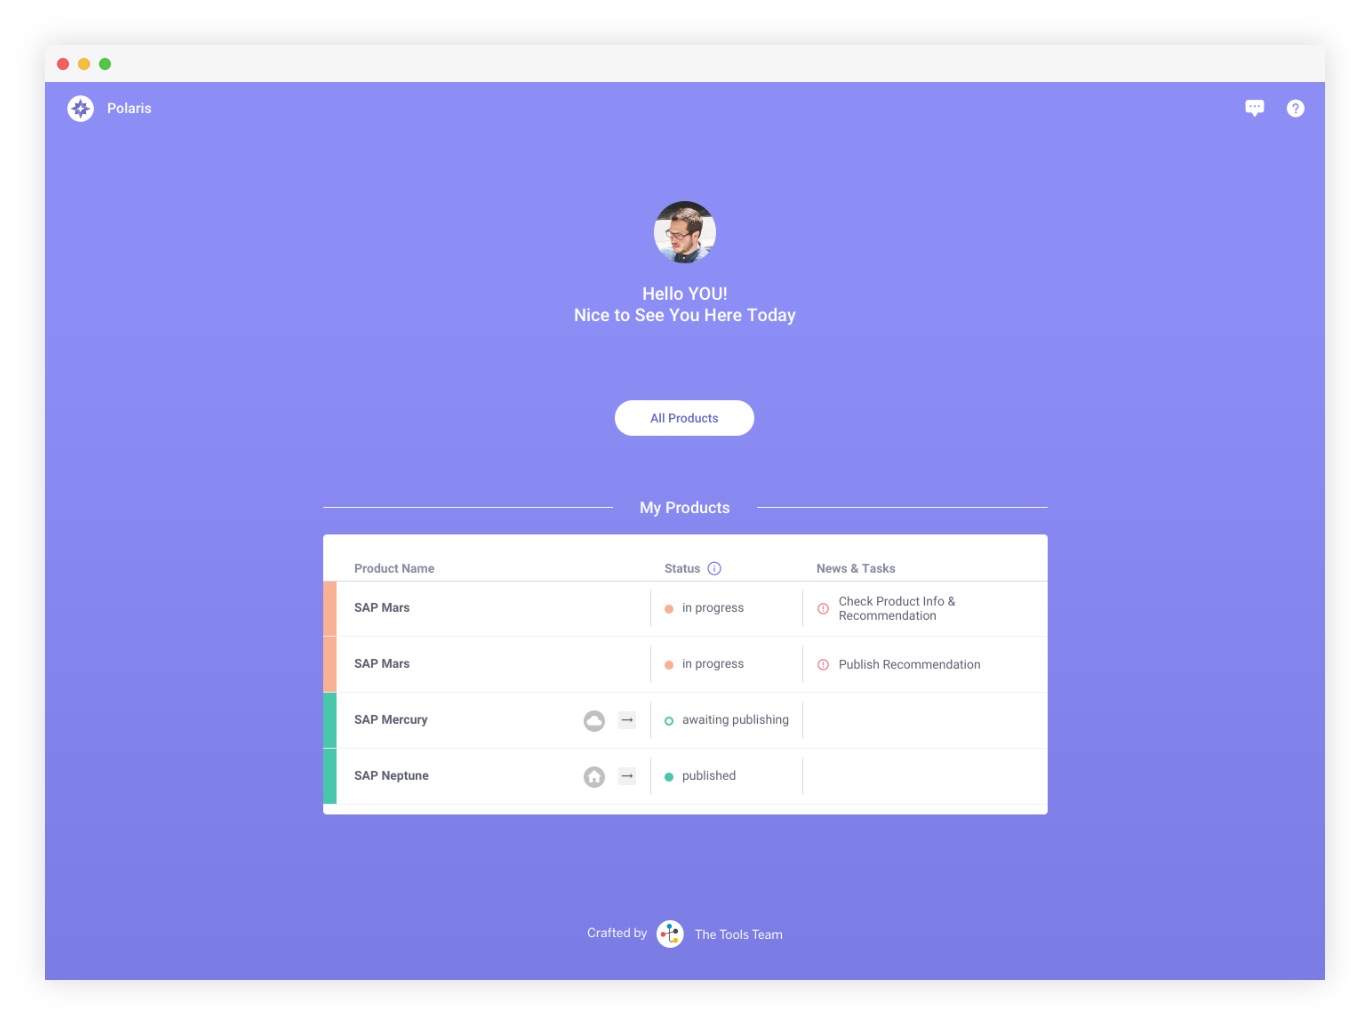 Polaris
Hello YOU!
Nice to See You Here Today
All Products
My Products
Product Name Status News & Tasks
SAP Mars in progress Check Product Info &
Recommendation
SAP Mars in progress Publish Recommendation
SAP Mercury awaiting publishing
SAP Neptune published
Crafted by The Tools Team